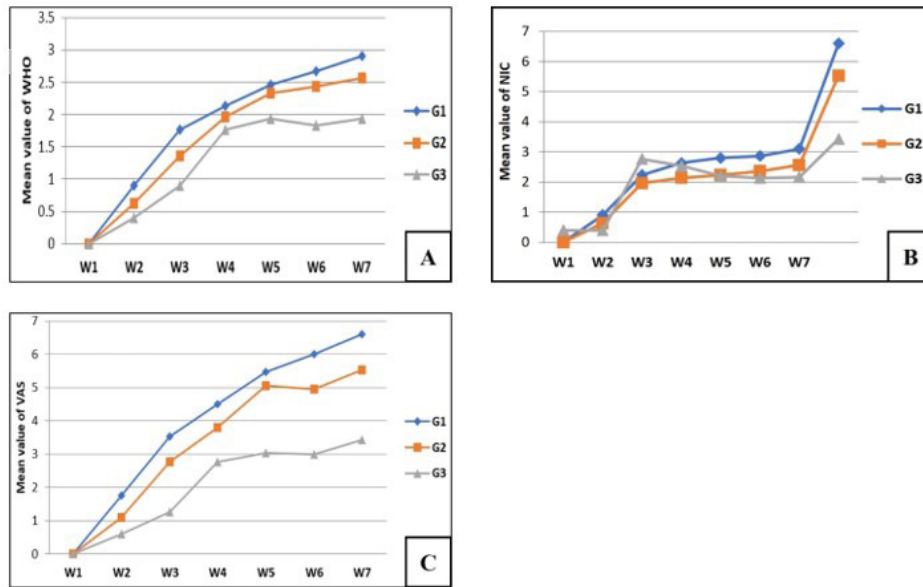 Mean value of WHO
3.5
3
2.5
2
1.5
1
0.5
0
W1 W2 W3 W4 W5 W6 W7
G1
G2
G3
A
Mean value of NIC
7
6
5
4
3
2
1
0
W1 W2 W3 W4 W5 W6 W7
G1
G2
G3
B
Mean value of VAS
7
6
5
4
3
2
1
0
W1 W2 W3 W4 W5 W6 W7
G1
G2
G3
C